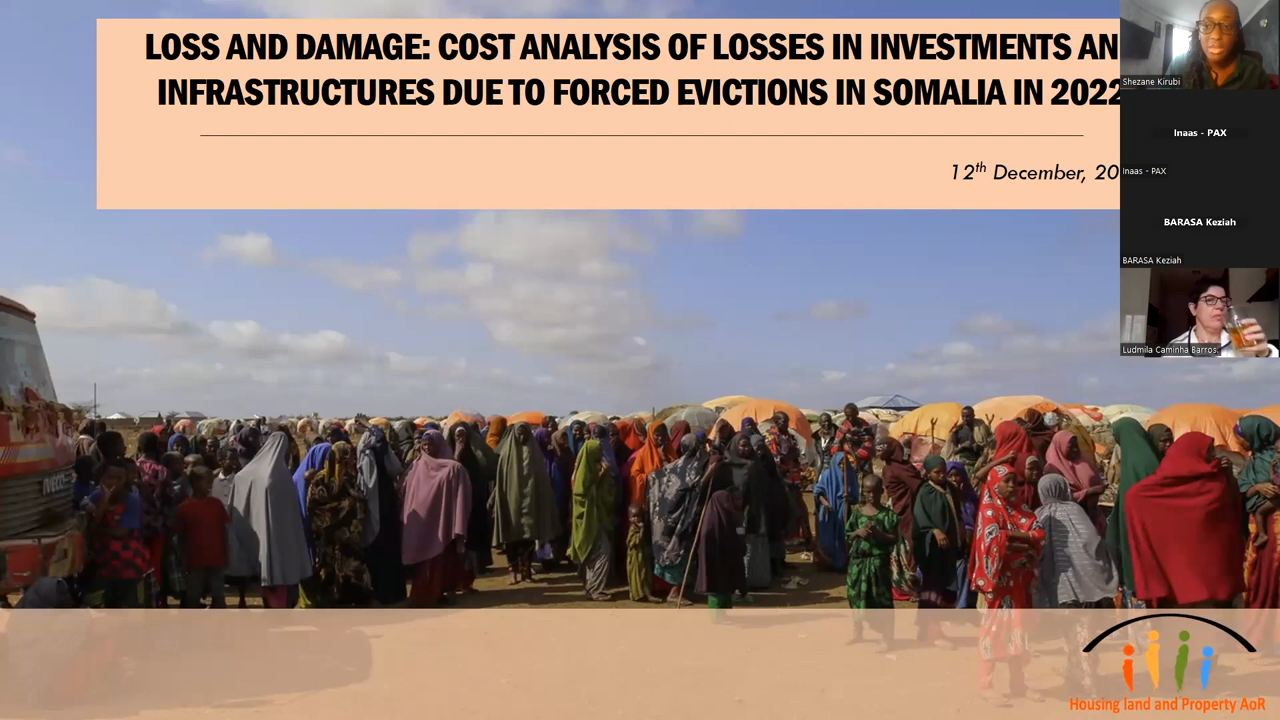 LOSS AND DAMAGE: COST ANALYSIS OF LOSSES IN INVESTMENTS AN
INFRASTRUCTURES DUE TO FORCED EVICTIONS IN SOMALIA IN 2022
12th December, 20
Shezane Kirubi
Inaas - PAX
Inaas - PAX
BARASA Keziah
BARASA Keziah
Ludmila Caminha Barros
IVECO
Housing land and Property AoR